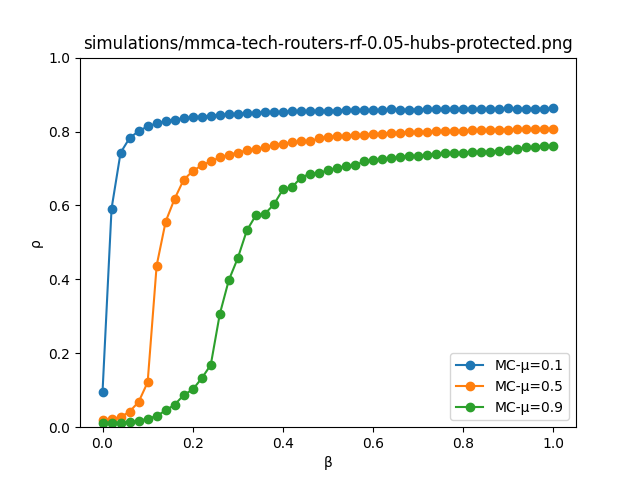 simulations/mmca-tech-routers-rf-0.05-hubs-protected.png
1.0
0.8
0.6
0.4
0.2
0.0
ρ
0.0 0.2 0.4 0.6 0.8 1.0
β
MC-μ=0.1
MC-μ=0.5
MC-μ=0.9